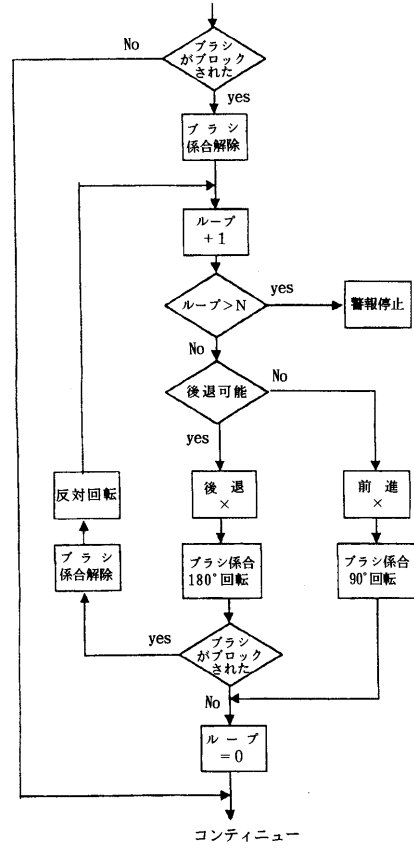 No
ブラシ
がブロック
された
yes
ブラシ
係合解除
ループ
+1
ループ>N
yes
警報停止
No
後退可能
No
yes
反対回転
後退
×
前進
×
ブラシ
係合解除
ブラシ係合
180°回転
ブラシ係合
90°回転
yes
ブラシ
がブロック
された
No
ループ
=0
コンティニュー